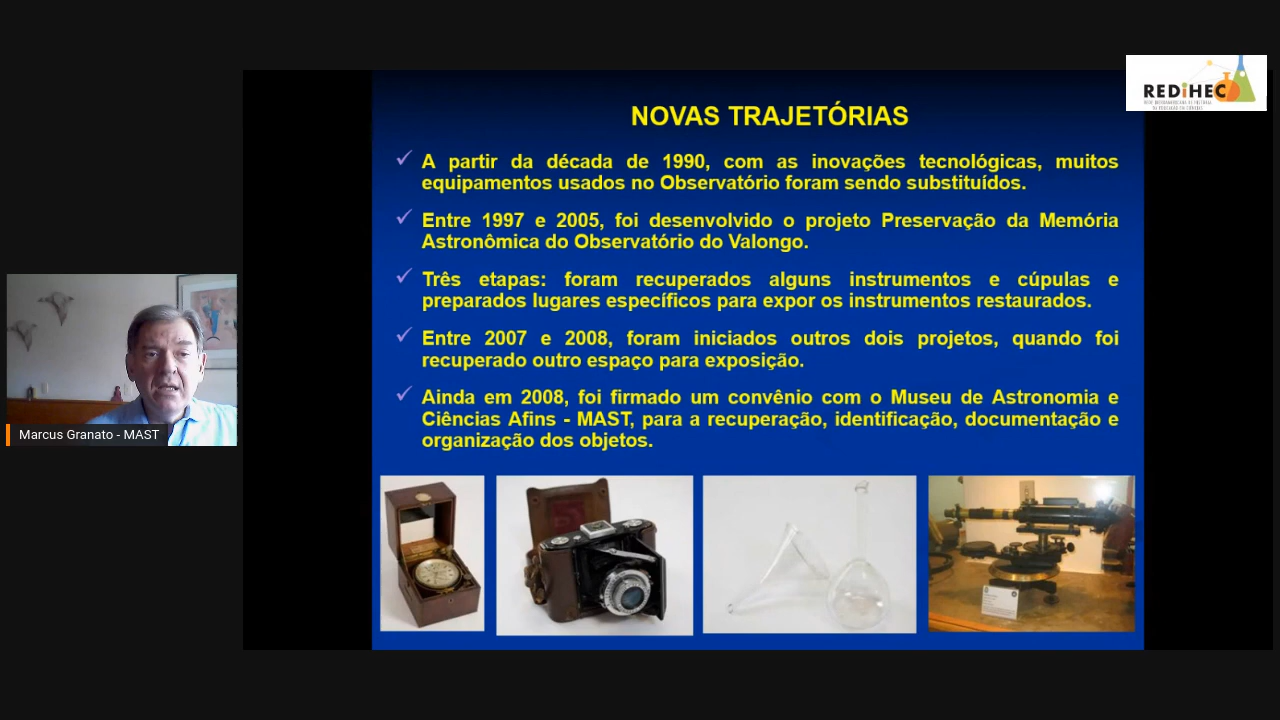 REDiHEC
NOVAS TRAJETÓRIAS
A partir da década de 1990, com as inovações tecnológicas, muitos
equipamentos usados no Observatório foram sendo substituídos.
Entre 1997 e 2005, foi desenvolvido o projeto Preservação da Memória
Astronômica do Observatório do Valongo.
Três etapas: foram recuperados alguns instrumentos e cúpulas e
preparados lugares específicos para expor os instrumentos restaurados.
Entre 2007 e 2008, foram iniciados outros dois projetos, quando foi
recuperado outro espaço para exposição.
Ainda em 2008, foi firmado um convênio com o Museu de Astronomia e
Ciências Afins - MAST, para a recuperação, identificação, documentação e
organização dos objetos.
Marcus Granato - MAST